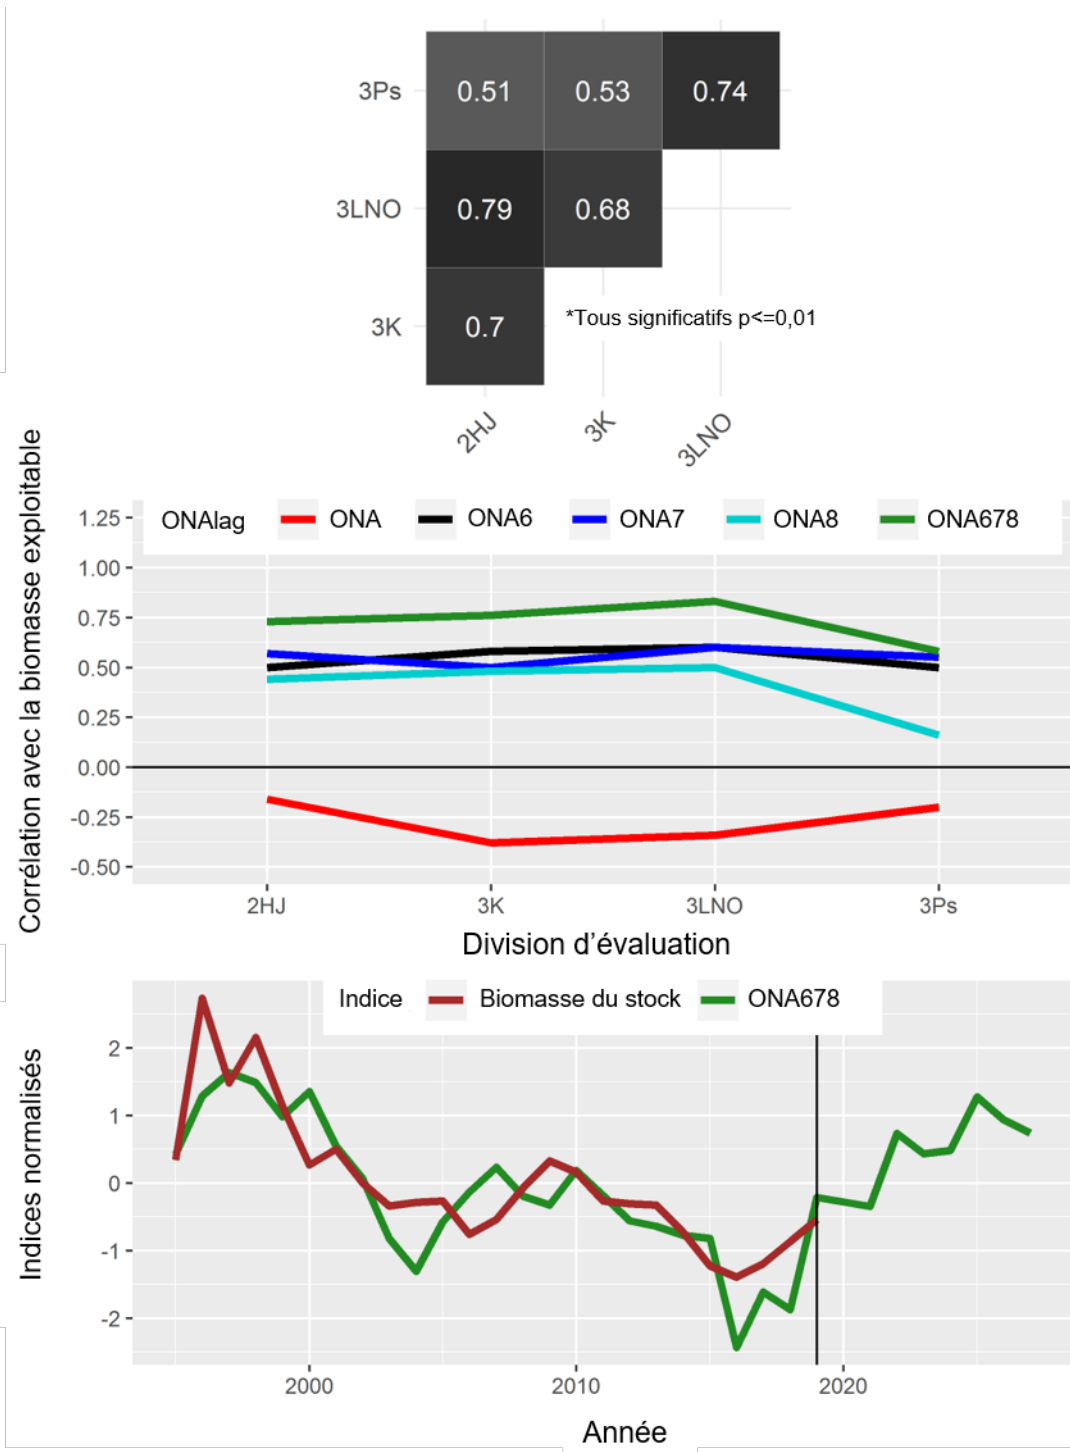 3Ps 0.51 0.53 0.74
3LNO 0.79 0.68
3K 0.7 *Tous significatifs p<=0,01
2HJ 3K 3LNO
Corrélation avec la biomasse exploitable
ONAlag ONA ONA6 ONA7 ONA8 ONA678
1.25
1.00
0.75
0.50
0.25
0.00
-0.25
-0.50
2HJ 3K 3LNO 3Ps
Division d’évaluation
Indices normalisés
Indice Biomasse du stock ONA678
2
1
0
-1
-2
2000 2010 2020
Année